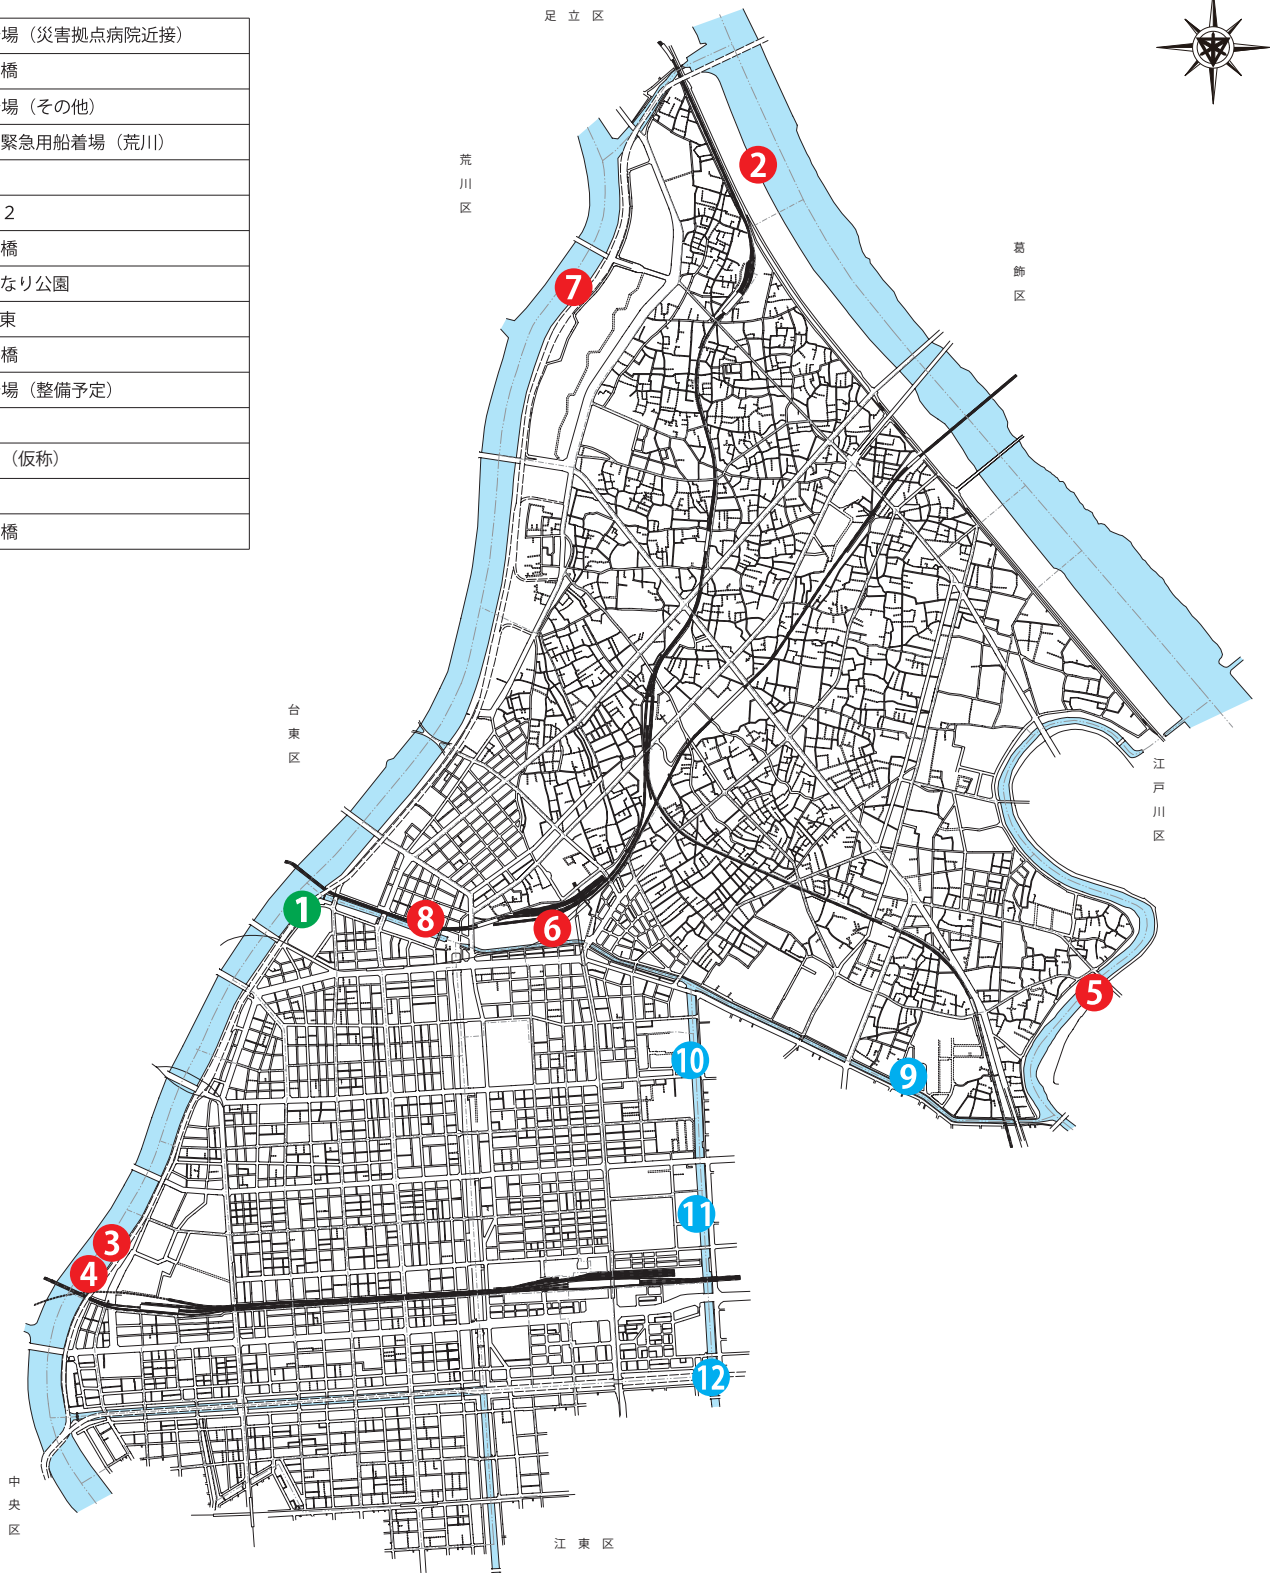 場（災害拠点病院近接）
橋
場（その他）
緊急用船着場（荒川）
2
橋
なり公園
東
橋
場（整備予定）
（仮称）
橋
足立区
荒川区
葛飾区
台東区
江戸川区
中央区
江東区
2
7
1
8
6
5
10
9
11
3
4
12